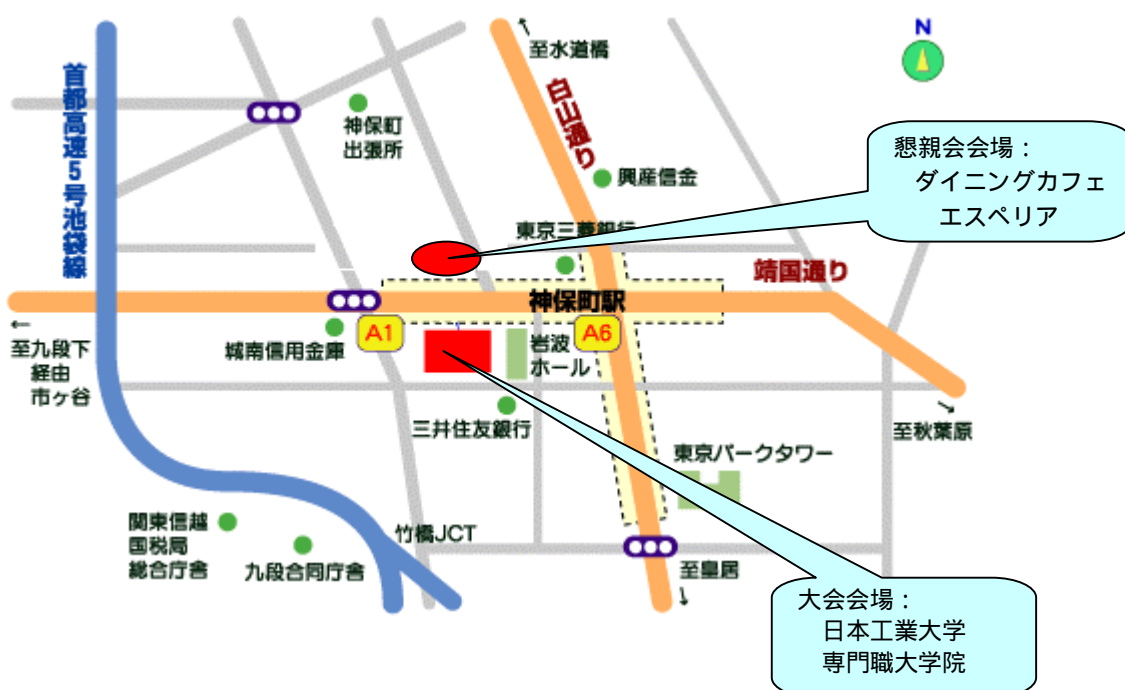 N
至水道橋
白山通り
首都高速5号池袋線
神保町
出張所
興産信金
懇親会会場：
ダイニングカフェ
エスペリア
東京三菱銀行
靖国通り
神保町駅
A1
A6
至九段下
経由
市ヶ谷
城南信用金庫
岩波
ホール
三井住友銀行
至秋葉原
東京パークタワー
関東信越
国税局
総合庁舎
九段合同庁舎
竹橋JCT
至皇居
大会会場：
日本工業大学
専門職大学院